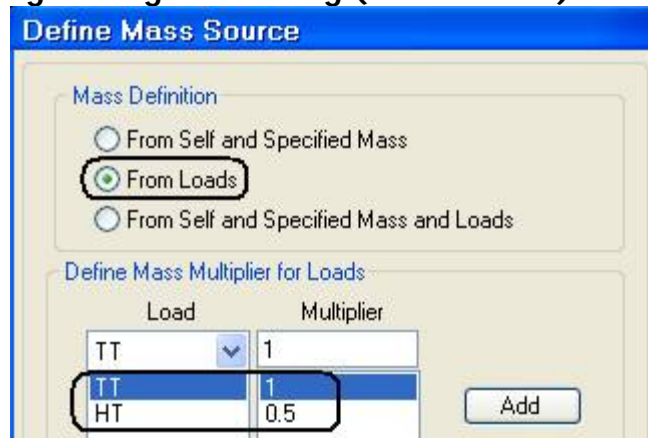 Define Mass Source
Mass Definition
From Self and Specified Mass
From Loads
From Self and Specified Mass and Loads
Define Mass Multiplier for Loads
Load Multiplier
TT 1
TT 1
HT 0.5 Add